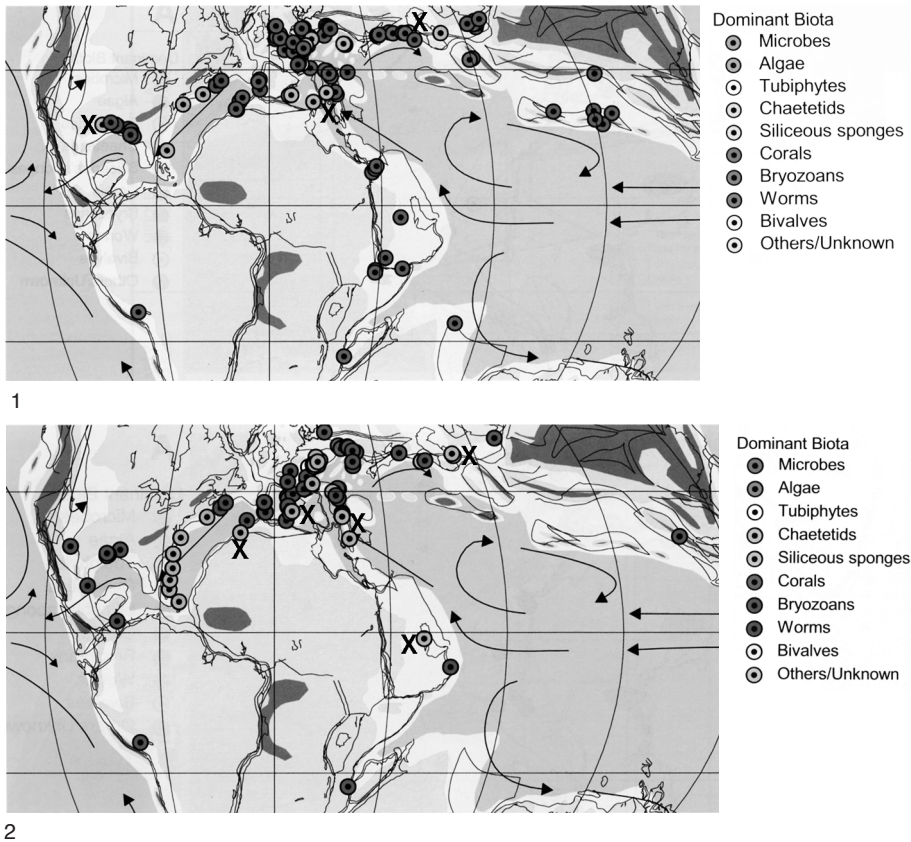 Dominant Biota
Microbes
Algae
Tubiphytes
Chaetetids
Siliceous sponges
Corals
Bryozoans
Worms
Bivalves
Others/Unknown
X
X
X
1
Dominant Biota
Microbes
Algae
Tubiphytes
Chaetetids
Siliceous sponges
Corals
Bryozoans
Worms
Bivalves
Others/Unknown
X
X
X
X
X
2